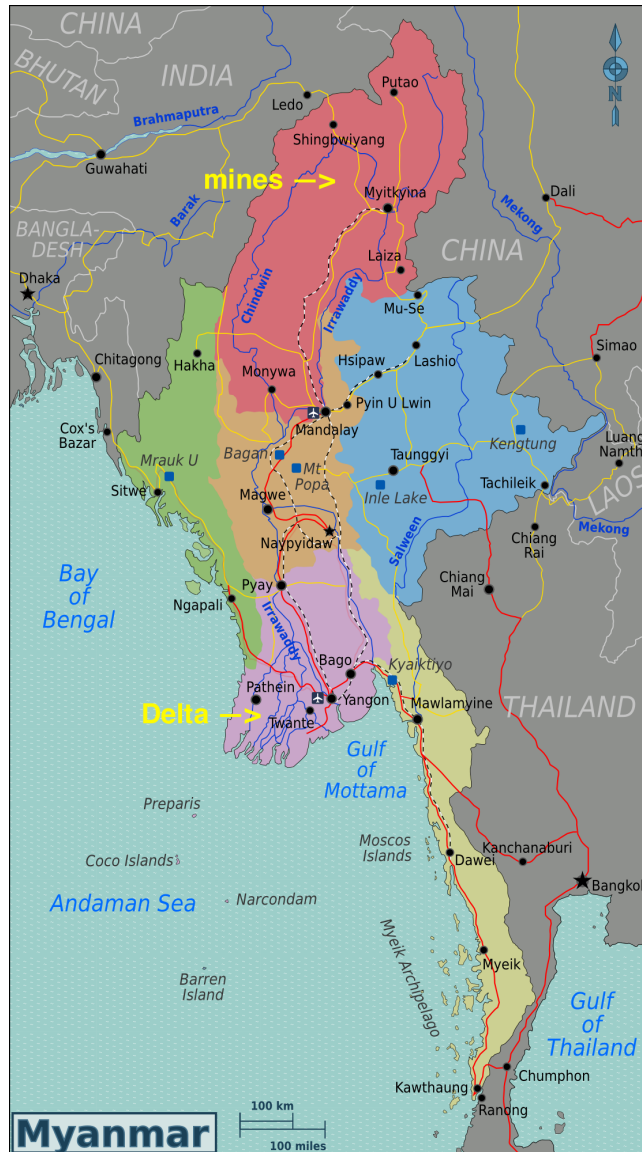 CHINA
BHUTAN
INDIA
Putao
Ledo
N
Brahmaputra
Shingbwiyang
Guwahati
mines —>
Myitkyina
Dali
Barak
Mekong
BANGLA-
DESH
CHINA
Dhaka
Laiza
Chindwin
Irrawaddy
Mu-Se
Simao
Chitagong
Hakha
Hsipaw
Lashio
Monywa
Pyin U Lwin
Mandalay
Cox's
Bazar
Kengtung
Mrauk U
Bagan
Mt
Popa
Taunggyi
Luang
Namth
Sitwe
Inle Lake
Tachileik
LAOS
Magwe
Mekong
Naypyidaw
Salween
Chiang
Rai
Bay
of
Bengal
Pyay
Chiang
Mai
Ngapali
Irrawaddy
Bago
Kyaiktiyo
Pathein
Yangon
Mawlamyine
THAILAND
Delta —>
Twante
Gulf
of
Mottama
Preparis
Moscos
Islands
Kanchanaburi
Coco Islands
Dawei
Bangkok
Andaman Sea
Narcondam
Myeik Archipelago
Myeik
Barren
Island
Gulf
of
Thailand
Chumphon
Kawthaung
Ranong
100 km
100 miles
Myanmar